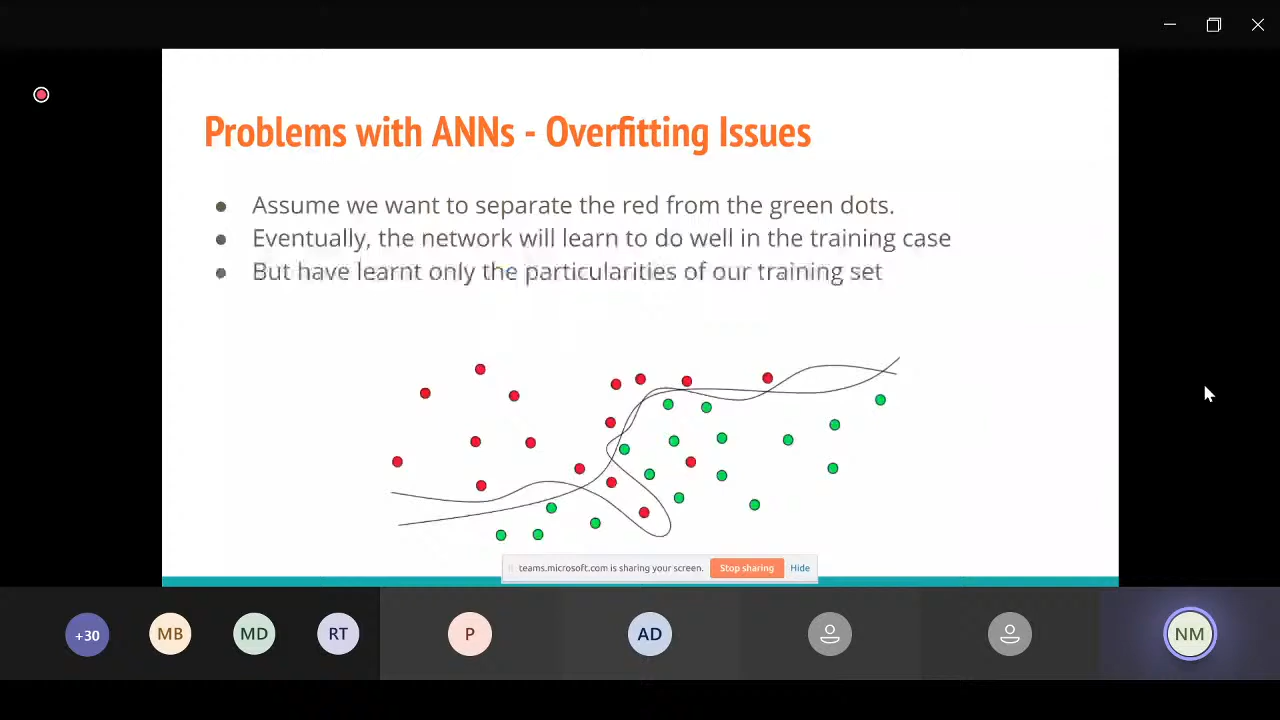 Problems with ANNs - Overfitting Issues
● Assume we want to separate the red from the green dots.
● Eventually, the network will learn to do well in the training case
● But have learnt only the particularities of our training set
teams.microsoft.com is sharing your screen. Stop sharing Hide
+30 MB MD RT P AD NM